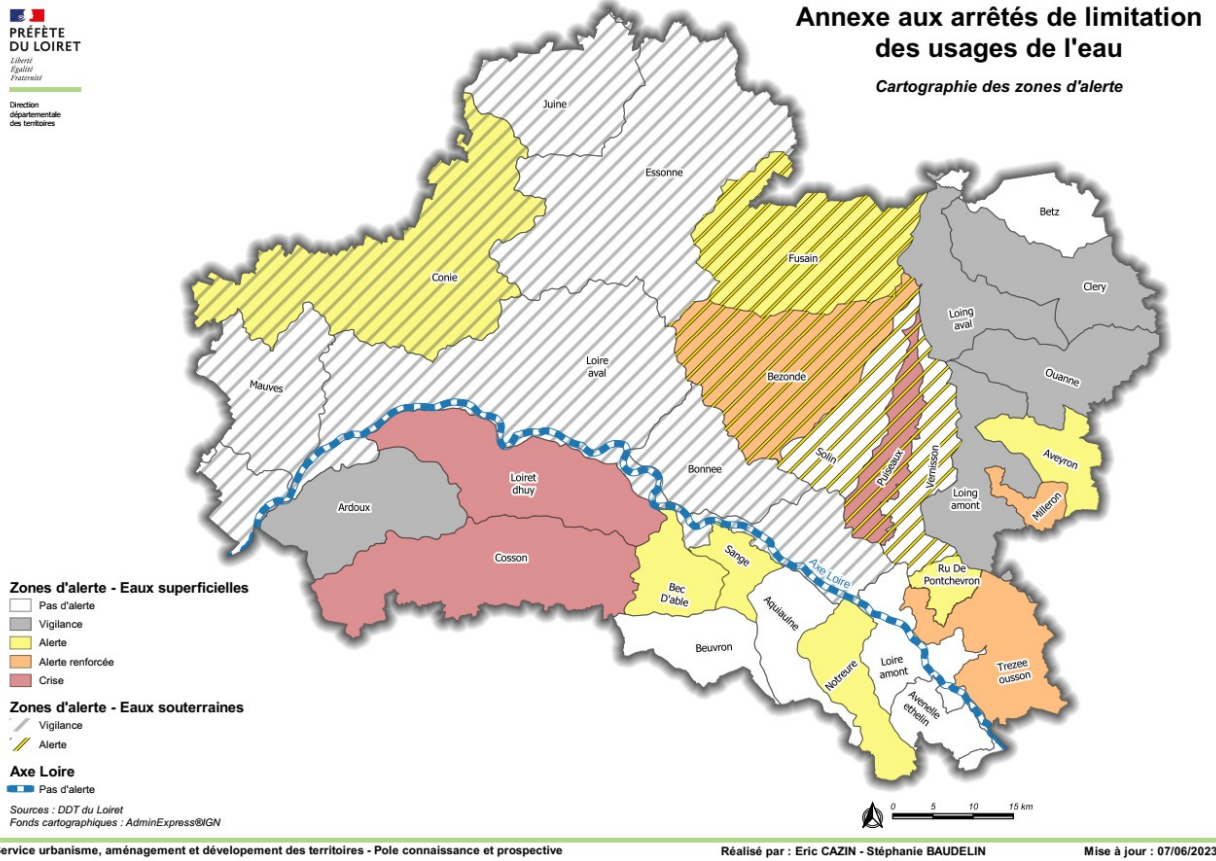 PRÉFÈTE
DU LOIRET
Liberté
Égalité
Fraternité
Direction
départementale
des territoires
Annexe aux arrêtés de limitation
des usages de l'eau
Cartographie des zones d'alerte
Juine
Essonne
Betz
Conie
Fusain
Clery
Loing
aval
Loire
aval
Mauves
Bezonde
Ouanne
Aveyron
Solin
Puiseaux
Vernisson
Bonnee
Loiret
dhuy
Ardoux
Loing
amont
Milleron
Cosson
Sange
Axe Loire
Ru De
Pontchevron
Bec
D'able
Aquiaulne
Beuvron
Notreure
Loire
amont
Trezee
ousson
Avenelle
ethelin
Zones d'alerte - Eaux superficielles
Pas d'alerte
Vigilance
Alerte
Alerte renforcée
Crise
Zones d'alerte - Eaux souterraines
Vigilance
Alerte
Axe Loire
Pas d'alerte
Sources : DDT du Loiret
Fonds cartographiques : AdminExpress®IGN
0 5 10 15 km
Service urbanisme, aménagement et dévelopement des territoires - Pole connaissance et prospective
Réalisé par : Eric CAZIN - Stéphanie BAUDELIN
Mise à jour : 07/06/2023